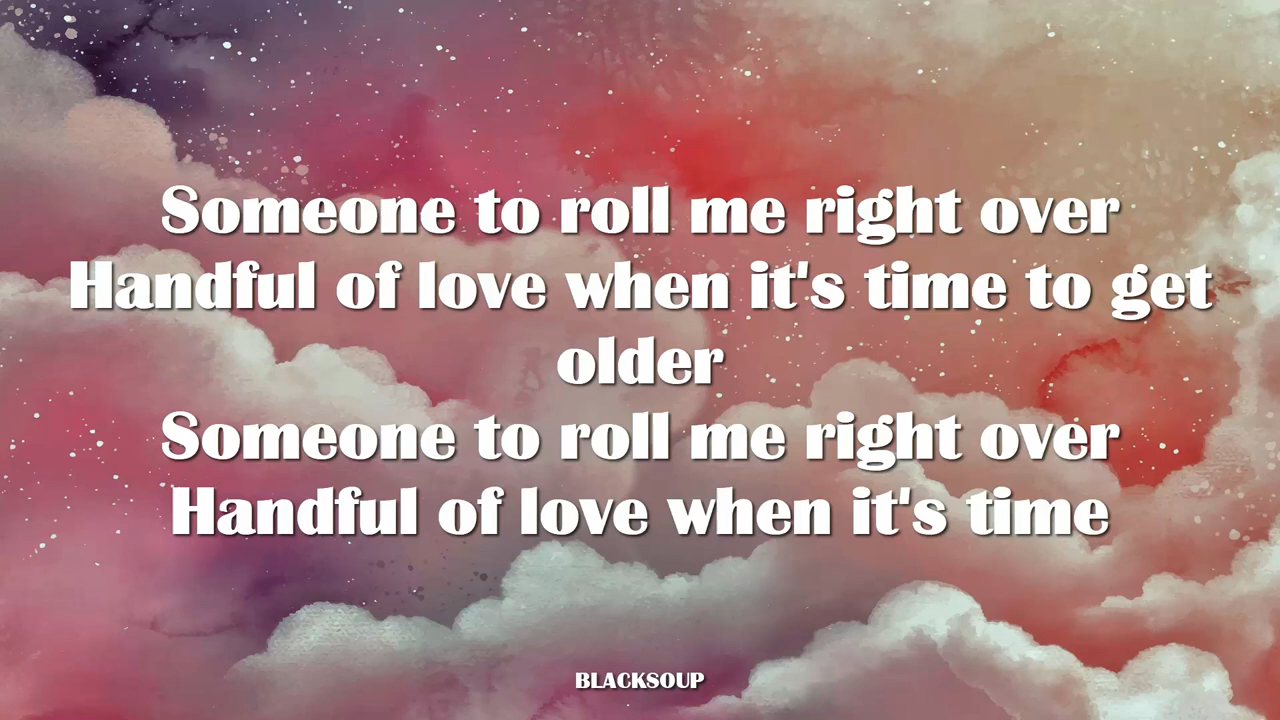 Someone to roll me right over
Handful of love when it's time to get
older
Someone to roll me right over
Handful of love when it's time
BLACKSOUP